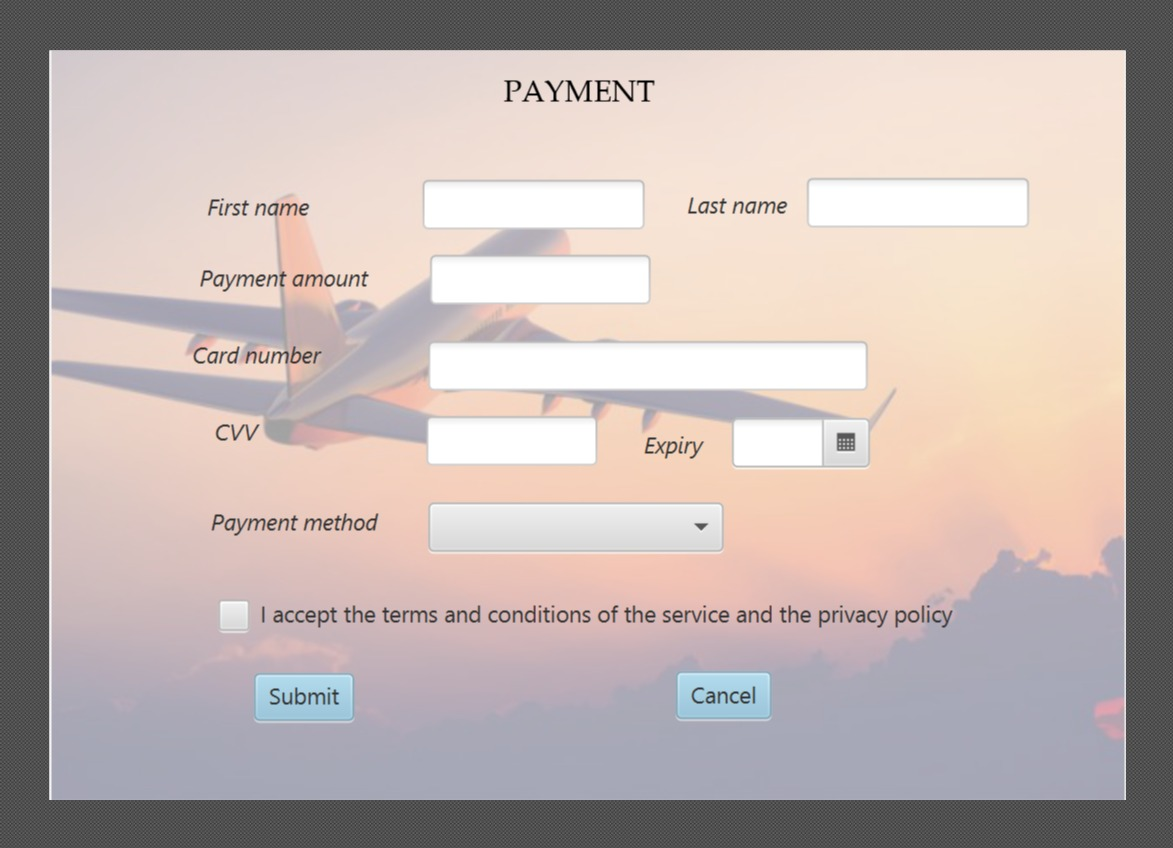 PAYMENT
First name
Last name
Payment amount
Card number
CVV
Expiry
Payment method
I accept the terms and conditions of the service and the privacy policy
Submit
Cancel